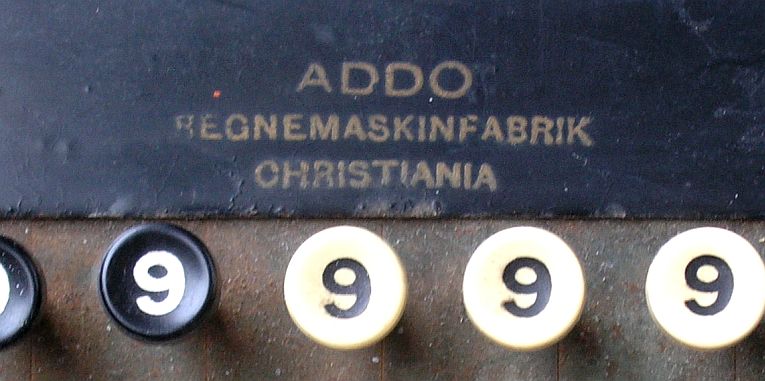 ADDO
REGNEMASKINFABRIK
CHRISTIANIA
9 9 9 9